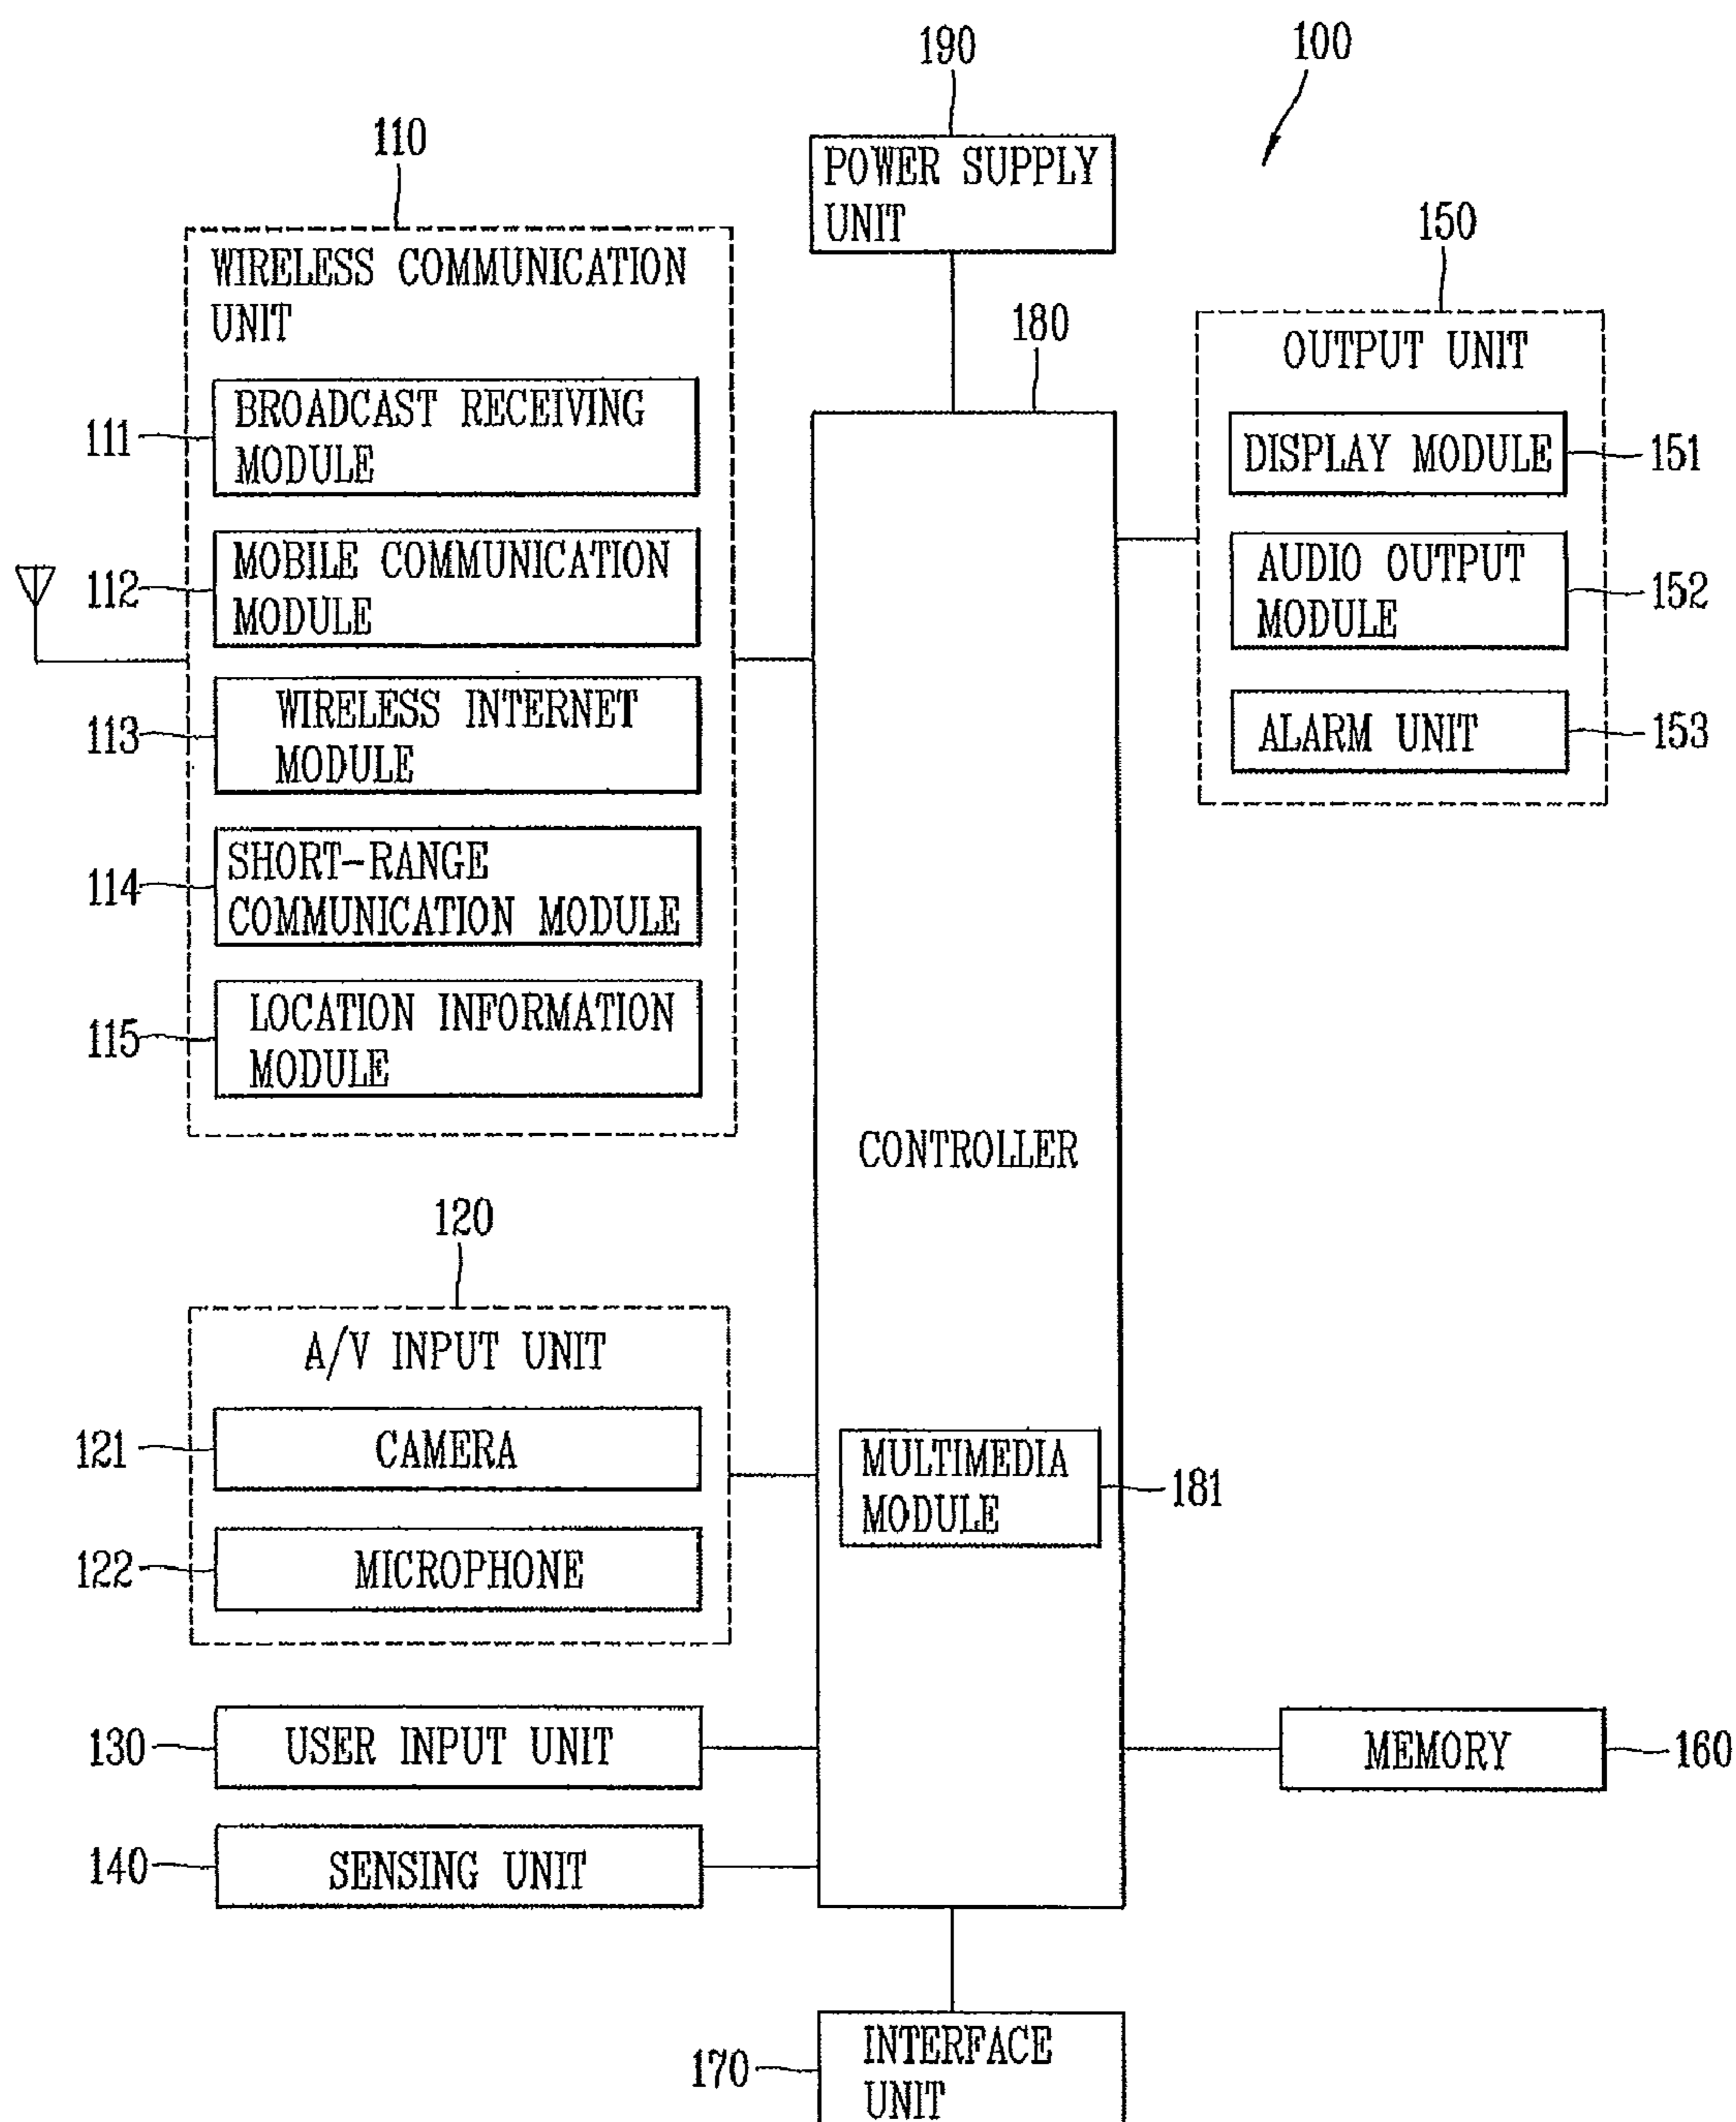 190
100
110
POWER SUPPLY
UNIT
150
WIRELESS COMMUNICATION
UNIT
180
OUTPUT UNIT
111
BROADCAST RECEIVING
MODULE
DISPLAY MODULE
151
112
MOBILE COMMUNICATION
MODULE
AUDIO OUTPUT
MODULE
152
113
WIRELESS INTERNET
MODULE
ALARM UNIT
153
114
SHORT-RANGE
COMMUNICATION MODULE
115
LOCATION INFORMATION
MODULE
CONTROLLER
120
A/V INPUT UNIT
121
CAMERA
MULTIMEDIA
MODULE
181
122
MICROPHONE
130
USER INPUT UNIT
MEMORY
160
140
SENSING UNIT
170
INTERFACE
UNIT